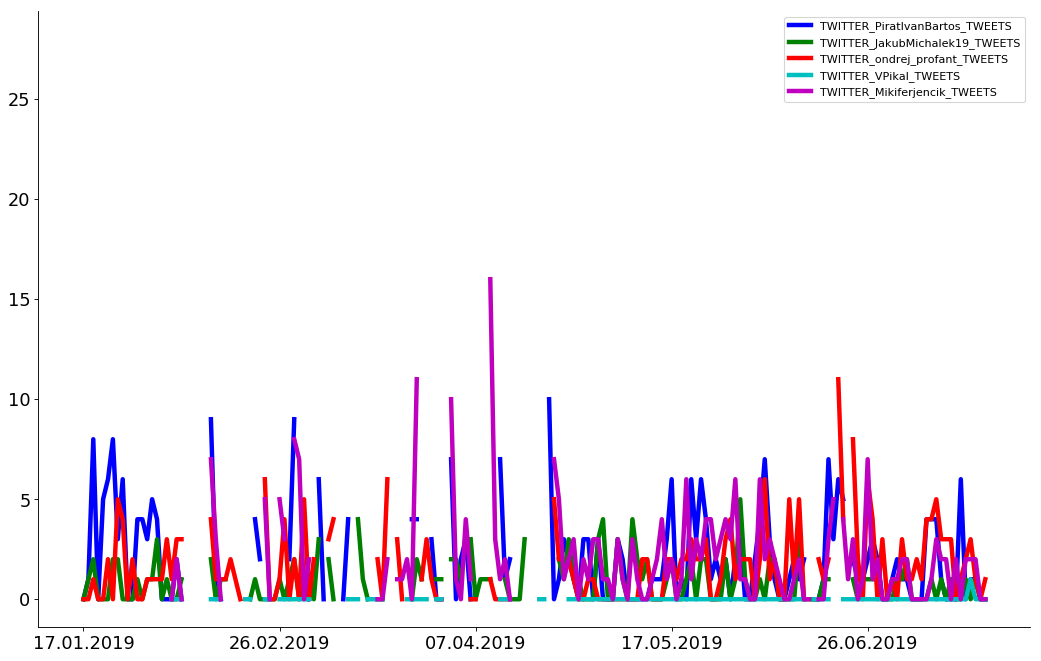 TWITTER_PiratIvanBartos_TWEETS
TWITTER_JakubMichalek19_TWEETS
TWITTER_ondrej_profant_TWEETS
TWITTER_VPikal_TWEETS
TWITTER_Mikiferjencik_TWEETS
25
20
15
10
5
0
17.01.2019 26.02.2019 07.04.2019 17.05.2019 26.06.2019